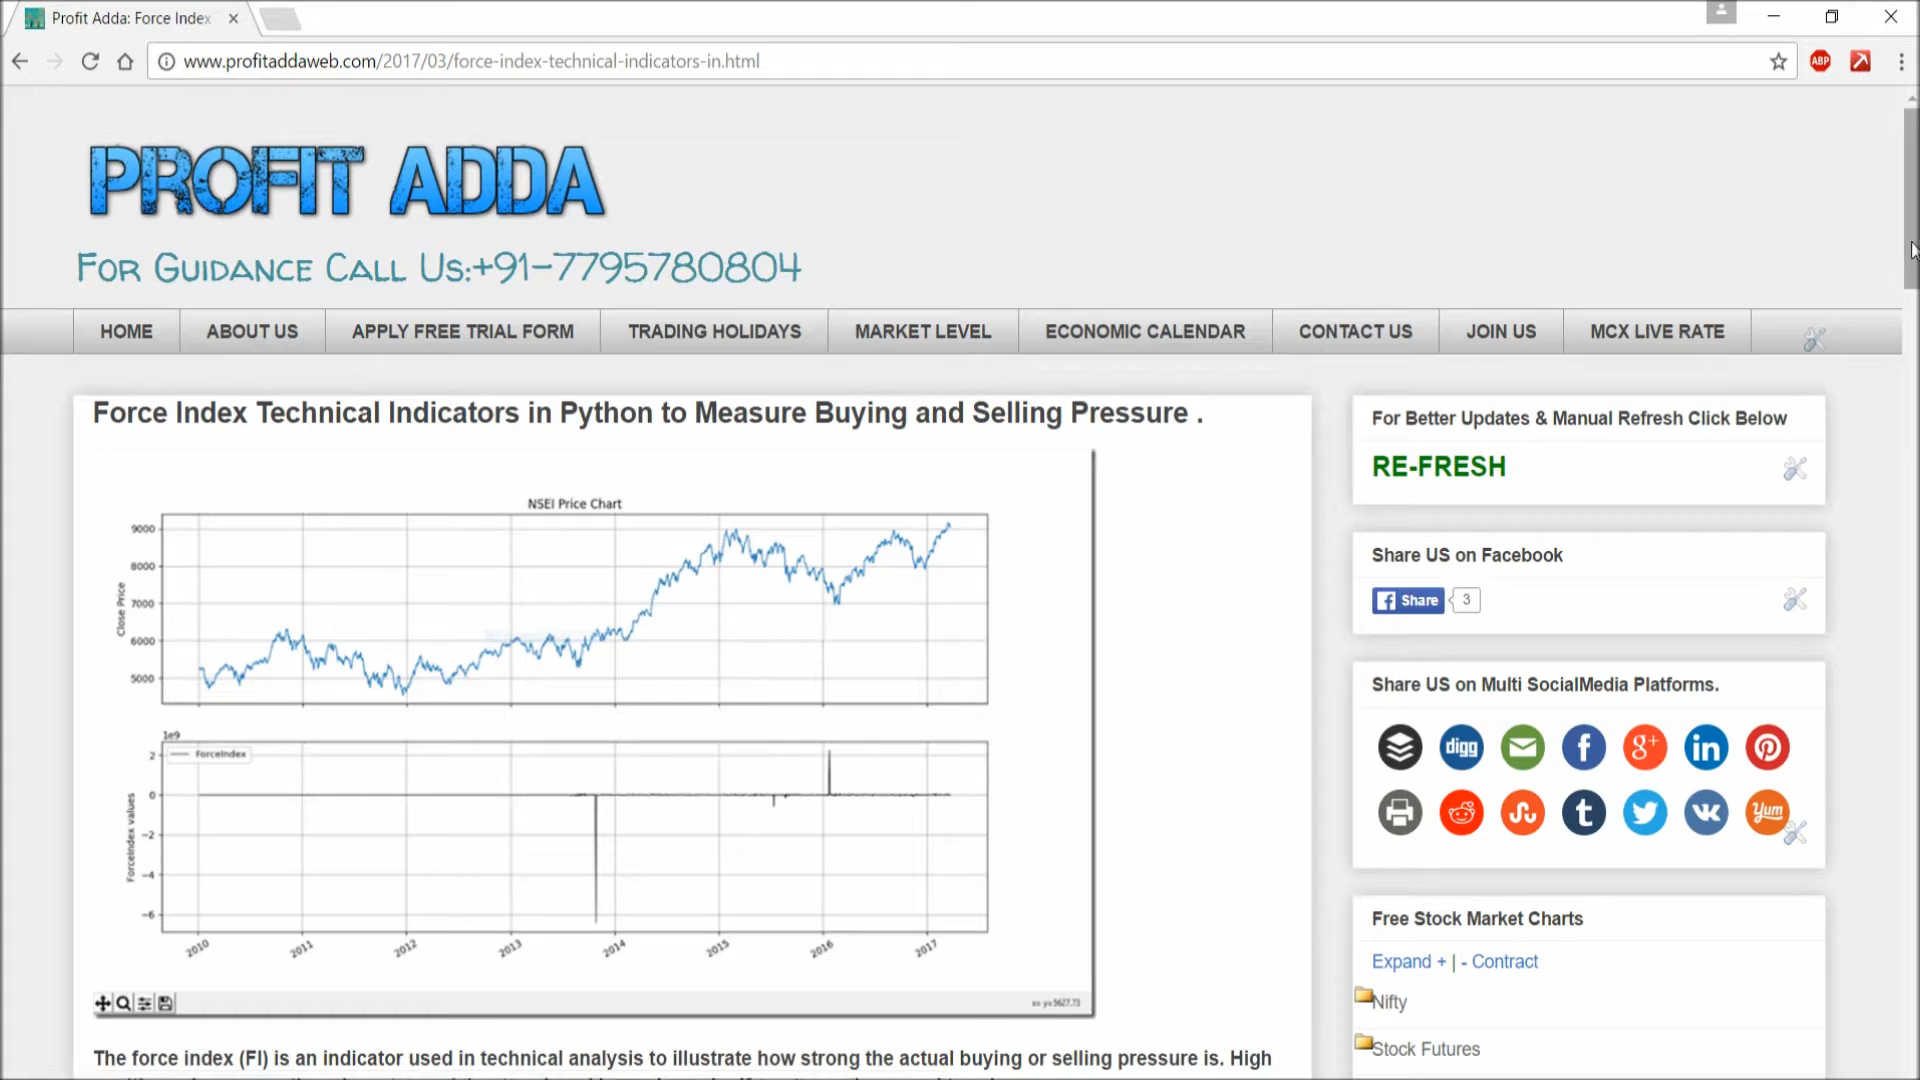 Profit Adda: Force Index
www.profitaddaweb.com/2017/03/force-index-technical-indicators-in.html
ABP
PROFIT ADDA
For Guidance Call Us:+91-7795780804
HOME
ABOUT US
APPLY FREE TRIAL FORM
TRADING HOLIDAYS
MARKET LEVEL
ECONOMIC CALENDAR
CONTACT US
JOIN US
MCX LIVE RATE
Force Index Technical Indicators in Python to Measure Buying and Selling Pressure .
NSEI Price Chart
9000
8000
7000
6000
5000
Close Price
1e9
ForceIndex
2
0
−2
−4
−6
ForceIndex values
2010
2011
2012
2013
2014
2015
2016
2017
x= y=5627.73
The force index (FI) is an indicator used in technical analysis to illustrate how strong the actual buying or selling pressure is. High
For Better Updates & Manual Refresh Click Below
RE-FRESH
Share US on Facebook
Share
3
Share US on Multi SocialMedia Platforms.
digg
g+
in
Yum
Free Stock Market Charts
Expand + | - Contract
Nifty
Stock Futures